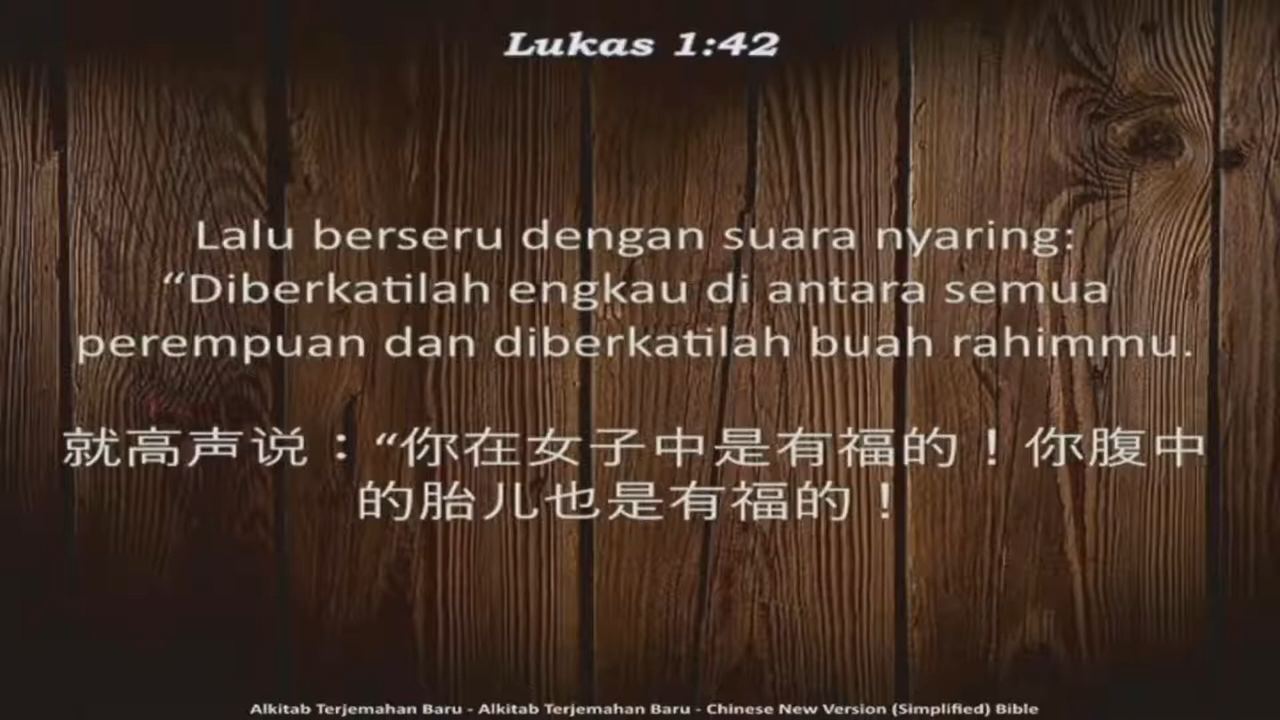 Lukas 1:42
Lalu berseru dengan suara nyaring:
“Diberkatilah engkau di antara semua
perempuan dan diberkatilah buah rahimmu.
就高声说：“你在女子中是有福的！你腹中
的胎儿也是有福的！
Alkitab Terjemahan Baru - Alkitab Terjemahan Baru - Chinese New Version (Simplified) Bible